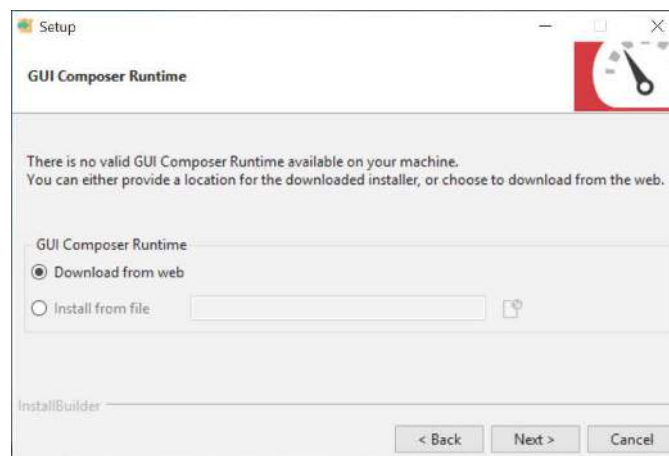 Setup
GUI Composer Runtime
There is no valid GUI Composer Runtime available on your machine.
You can either provide a location for the downloaded installer, or choose to download from the web.
GUI Composer Runtime
Download from web
Install from file
InstallBuilder
< Back Next > Cancel